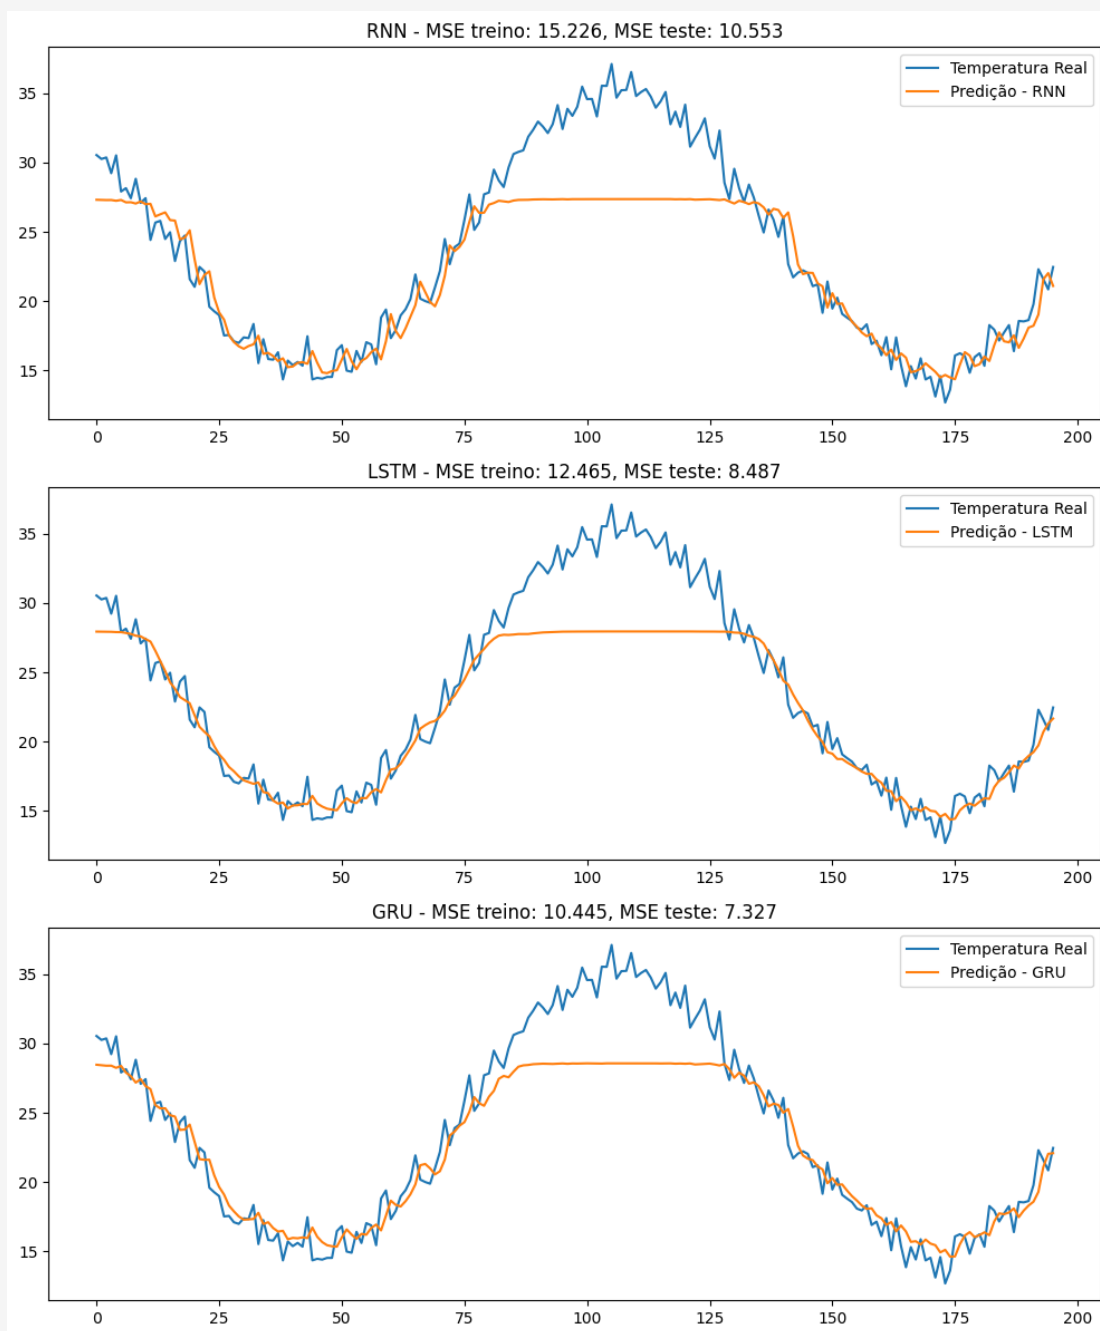 RNN - MSE treino: 15.226, MSE teste: 10.553
Temperatura Real
Predição - RNN
35
30
25
20
15
0 25 50 75 100 125 150 175 200
LSTM - MSE treino: 12.465, MSE teste: 8.487
Temperatura Real
Predição - LSTM
35
30
25
20
15
0 25 50 75 100 125 150 175 200
GRU - MSE treino: 10.445, MSE teste: 7.327
Temperatura Real
Predição - GRU
35
30
25
20
15
0 25 50 75 100 125 150 175 200